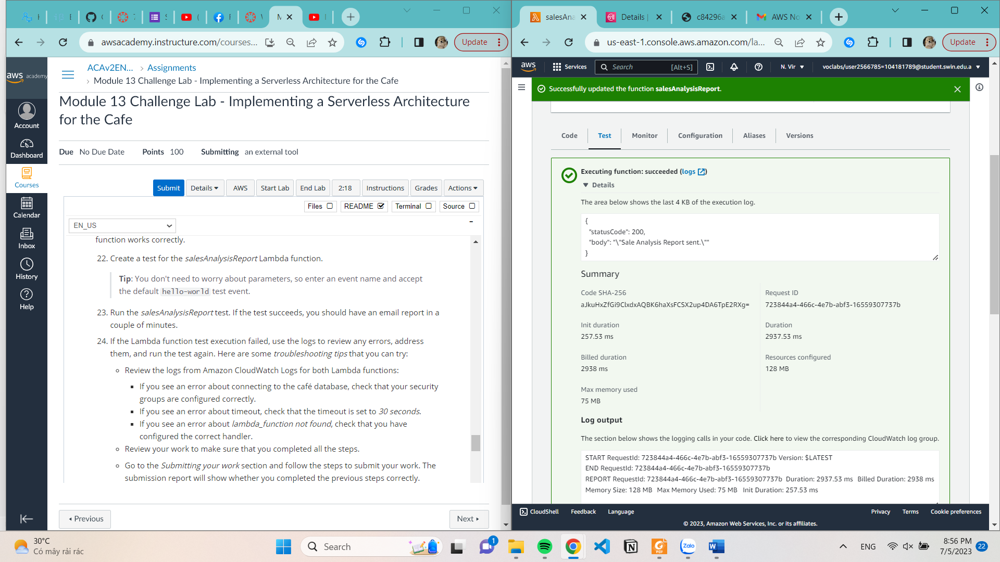 awsacademy.instructure.com/courses...
Update
aws academy
Account
Dashboard
Courses
Calendar
Inbox
History
Help
ACAv2EN... > Assignments
> Module 13 Challenge Lab - Implementing a Serverless Architecture for the Cafe
Module 13 Challenge Lab - Implementing a Serverless Architecture
for the Cafe
Due No Due Date Points 100 Submitting an external tool
Submit Details AWS Start Lab End Lab 2:18 Instructions Grades Actions
Files README Terminal Source
EN_US
function works correctly.
22. Create a test for the salesAnalysisReport Lambda function.
Tip: You don't need to worry about parameters, so enter an event name and accept
the default hello-world test event.
23. Run the salesAnalysisReport test. If the test succeeds, you should have an email report in a
couple of minutes.
24. If the Lambda function test execution failed, use the logs to review any errors, address
them, and run the test again. Here are some troubleshooting tips that you can try:
Review the logs from Amazon CloudWatch Logs for both Lambda functions:
If you see an error about connecting to the café database, check that your security
groups are configured correctly.
If you see an error about timeout, check that the timeout is set to 30 seconds.
If you see an error about lambda_function not found, check that you have
configured the correct handler.
Review your work to make sure that you completed all the steps.
Go to the Submitting your work section and follow the steps to submit your work. The
submission report will show whether you completed the previous steps correctly.
Previous
Next
salesAna
Details |
c84296a
AWS No
us-east-1.console.aws.amazon.com/la...
Update
aws Services Search [Alt+S] N. Vir voclabs/user2566785=104181789@student.swin.edu.a
Successfully updated the function salesAnalysisReport.
Code Test Monitor Configuration Aliases Versions
Executing function: succeeded (logs)
Details
The area below shows the last 4 KB of the execution log.
{
"statusCode": 200,
"body": "\"Sale Analysis Report sent.\""
}
Summary
Code SHA-256
aJkuHxZfGi9ClxdxAQBK6haXsFCSX2up4DA6TpE2RXg=
Request ID
723844a4-466c-4e7b-abf3-16559307737b
Init duration
257.53 ms
Duration
2937.53 ms
Billed duration
2938 ms
Resources configured
128 MB
Max memory used
75 MB
Log output
The section below shows the logging calls in your code. Click here to view the corresponding CloudWatch log group.
START RequestId: 723844a4-466c-4e7b-abf3-16559307737b Version: $LATEST
END RequestId: 723844a4-466c-4e7b-abf3-16559307737b
REPORT RequestId: 723844a4-466c-4e7b-abf3-16559307737b Duration: 2937.53 ms Billed Duration: 2938 ms
Memory Size: 128 MB Max Memory Used: 75 MB Init Duration: 257.53 ms
CloudShell Feedback Language Privacy Terms Cookie preferences
© 2023, Amazon Web Services, Inc. or its affiliates.
30°C
Có mây rải rác
Search
1
Zalo
ENG
8:56 PM
7/5/2023
22